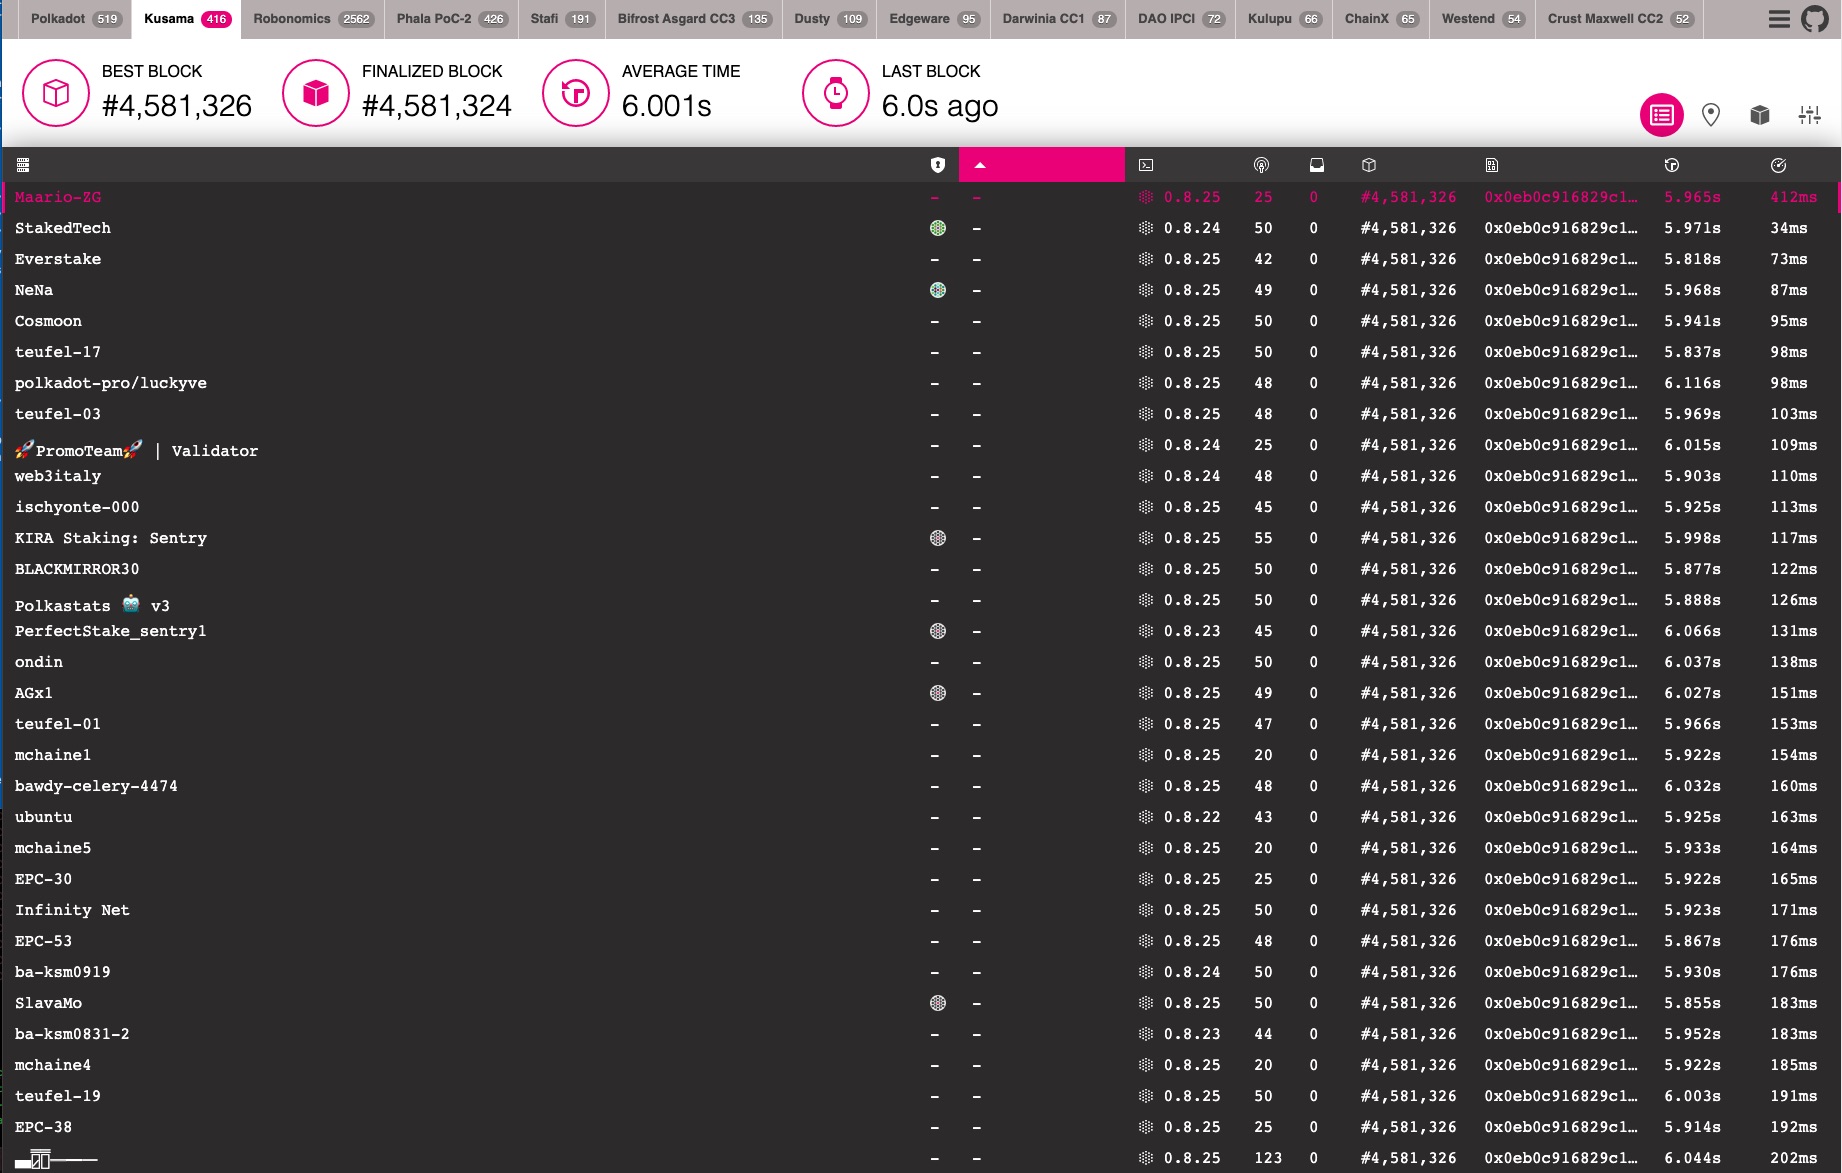 Polkadot 519 Kusama 416 Robonomics 2562 Phala PoC-2 426 Stafi 191 Bifrost Asgard CC3 135 Dusty 109 Edgeware 95 Darwinia CC1 87 DAO IPCI 72 Kulupu 66 ChainX 65 Westend 54 Crust Maxwell CC2 52
BEST BLOCK FINALIZED BLOCK AVERAGE TIME LAST BLOCK
#4,581,326 #4,581,324 6.001s 6.0s ago
Maario-ZG – – 0.8.25 25 0 #4,581,326 0x0eb0c916829c1… 5.965s 412ms
StakedTech – 0.8.24 50 0 #4,581,326 0x0eb0c916829c1… 5.971s 34ms
Everstake – – 0.8.25 42 0 #4,581,326 0x0eb0c916829c1… 5.818s 73ms
NeNa – 0.8.25 49 0 #4,581,326 0x0eb0c916829c1… 5.968s 87ms
Cosmoon – – 0.8.25 50 0 #4,581,326 0x0eb0c916829c1… 5.941s 95ms
teufel-17 – – 0.8.25 50 0 #4,581,326 0x0eb0c916829c1… 5.837s 98ms
polkadot-pro/luckyve – – 0.8.25 48 0 #4,581,326 0x0eb0c916829c1… 6.116s 98ms
teufel-03 – – 0.8.25 48 0 #4,581,326 0x0eb0c916829c1… 5.969s 103ms
🚀PromoTeam🚀 | Validator – – 0.8.24 25 0 #4,581,326 0x0eb0c916829c1… 6.015s 109ms
web3italy – – 0.8.24 48 0 #4,581,326 0x0eb0c916829c1… 5.903s 110ms
ischyonte-000 – – 0.8.25 45 0 #4,581,326 0x0eb0c916829c1… 5.925s 113ms
KIRA Staking: Sentry – 0.8.25 55 0 #4,581,326 0x0eb0c916829c1… 5.998s 117ms
BLACKMIRROR30 – – 0.8.25 50 0 #4,581,326 0x0eb0c916829c1… 5.877s 122ms
Polkastats 🤖 v3 – – 0.8.25 50 0 #4,581,326 0x0eb0c916829c1… 5.888s 126ms
PerfectStake_sentry1 – 0.8.23 45 0 #4,581,326 0x0eb0c916829c1… 6.066s 131ms
ondin – – 0.8.25 50 0 #4,581,326 0x0eb0c916829c1… 6.037s 138ms
AGx1 – 0.8.25 49 0 #4,581,326 0x0eb0c916829c1… 6.027s 151ms
teufel-01 – – 0.8.25 47 0 #4,581,326 0x0eb0c916829c1… 5.966s 153ms
mchaine1 – – 0.8.25 20 0 #4,581,326 0x0eb0c916829c1… 5.922s 154ms
bawdy-celery-4474 – – 0.8.25 48 0 #4,581,326 0x0eb0c916829c1… 6.032s 160ms
ubuntu – – 0.8.22 43 0 #4,581,326 0x0eb0c916829c1… 5.925s 163ms
mchaine5 – – 0.8.25 20 0 #4,581,326 0x0eb0c916829c1… 5.933s 164ms
EPC-30 – – 0.8.25 25 0 #4,581,326 0x0eb0c916829c1… 5.922s 165ms
Infinity Net – – 0.8.25 50 0 #4,581,326 0x0eb0c916829c1… 5.923s 171ms
EPC-53 – – 0.8.25 48 0 #4,581,326 0x0eb0c916829c1… 5.867s 176ms
ba-ksm0919 – – 0.8.24 50 0 #4,581,326 0x0eb0c916829c1… 5.930s 176ms
SlavaMo – 0.8.25 50 0 #4,581,326 0x0eb0c916829c1… 5.855s 183ms
ba-ksm0831-2 – – 0.8.23 44 0 #4,581,326 0x0eb0c916829c1… 5.952s 183ms
mchaine4 – – 0.8.25 20 0 #4,581,326 0x0eb0c916829c1… 5.922s 185ms
teufel-19 – – 0.8.25 50 0 #4,581,326 0x0eb0c916829c1… 6.003s 191ms
EPC-38 – – 0.8.25 25 0 #4,581,326 0x0eb0c916829c1… 5.914s 192ms
– – 0.8.25 123 0 #4,581,326 0x0eb0c916829c1… 6.044s 202ms